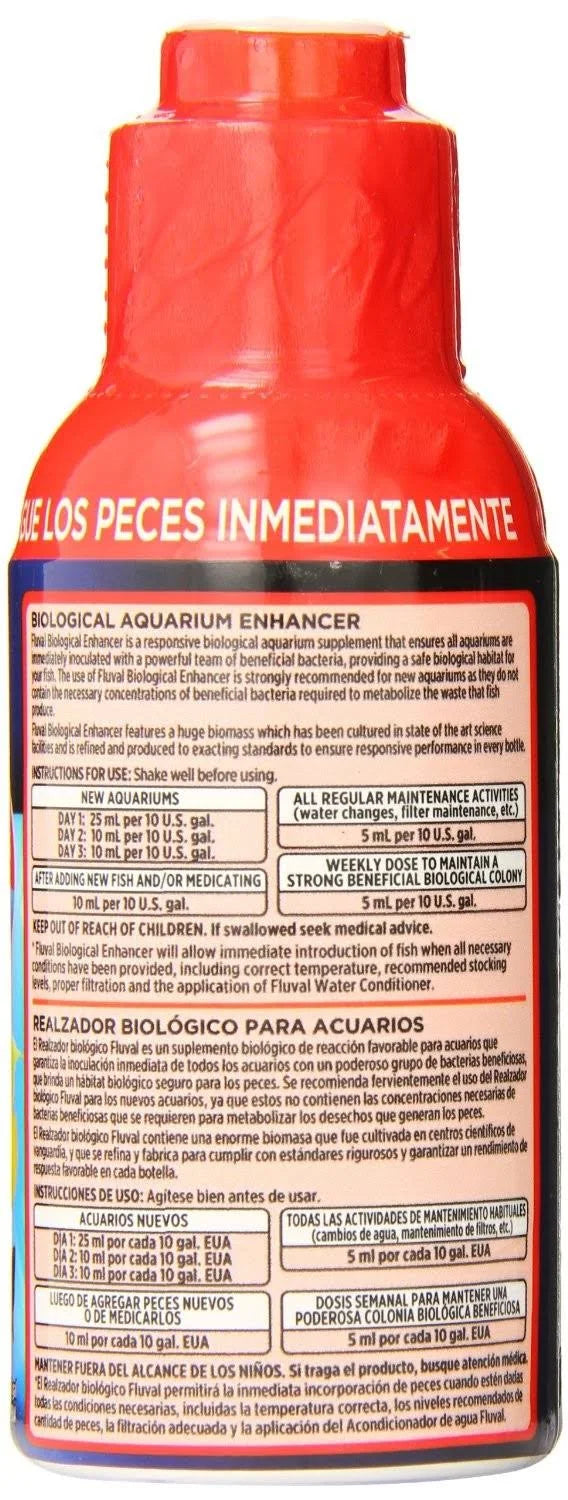 GUE LOS PECES INMEDIATAMENTE
BIOLOGICAL AQUARIUM ENHANCER
Fluval Biological Enhancer is a responsive biological aquarium supplement that ensures all aquariums are
immediately inoculated with a powerful team of beneficial bacteria, providing a safe biological habitat for
your fish. The use of Fluval Biological Enhancer is strongly recommended for new aquariums as they do not
contain the necessary concentrations of beneficial bacteria required to metabolize the waste that fish
produce.
Fluval Biological Enhancer features a huge biomass which has been cultured in state of the art science
facilities and is refined and produced to exacting standards to ensure responsive performance in every bottle.
INSTRUCTIONS FOR USE: Shake well before using.
NEW AQUARIUMS
DAY 1: 25 mL per 10 U.S. gal.
DAY 2: 10 mL per 10 U.S. gal.
DAY 3: 10 mL per 10 U.S. gal.
AFTER ADDING NEW FISH AND/OR MEDICATING
10 mL per 10 U.S. gal.
ALL REGULAR MAINTENANCE ACTIVITIES
(water changes, filter maintenance, etc.)
5 mL per 10 U.S. gal.
WEEKLY DOSE TO MAINTAIN A
STRONG BENEFICIAL BIOLOGICAL COLONY
5 mL per 10 U.S. gal.
KEEP OUT OF REACH OF CHILDREN. If swallowed seek medical advice.
*Fluval Biological Enhancer will allow immediate introduction of fish when all necessary
conditions have been provided, including correct temperature, recommended stocking
levels, proper filtration and the application of Fluval Water Conditioner.
REALZADOR BIOLÓGICO PARA ACUARIOS
El Realzador biológico Fluval es un suplemento biológico de reacción favorable para acuarios que
garantiza la inoculación inmediata de todos los acuarios con un poderoso grupo de bacterias beneficiosas,
que brinda un hábitat biológico seguro para los peces. Se recomienda fervientemente el uso del Realzador
biológico Fluval para los nuevos acuarios, ya que estos no contienen las concentraciones necesarias de
bacterias beneficiosas que se requieren para metabolizar los desechos que generan los peces.
El Realzador biológico Fluval contiene una enorme biomasa que fue cultivada en centros científicos de
vanguardia, y que se refina y fabrica para cumplir con estándares rigurosos y garantizar un rendimiento de
respuesta favorable en cada botella.
INSTRUCCIONES DE USO: Agítese bien antes de usar.
ACUARIOS NUEVOS
DÍA 1: 25 ml por cada 10 gal. EUA
DÍA 2: 10 ml por cada 10 gal. EUA
DÍA 3: 10 ml por cada 10 gal. EUA
LUEGO DE AGREGAR PECES NUEVOS
O DE MEDICARLOS
10 ml por cada 10 gal. EUA
TODAS LAS ACTIVIDADES DE MANTENIMIENTO HABITUALES
(cambios de agua, mantenimiento de filtros, etc.)
5 ml por cada 10 gal. EUA
DOSIS SEMANAL PARA MANTENER UNA
PODEROSA COLONIA BIOLÓGICA BENEFICIOSA
5 ml por cada 10 gal. EUA
MANTENER FUERA DEL ALCANCE DE LOS NIÑOS. Si traga el producto, busque atención médica.
*El Realzador biológico Fluval permitirá la inmediata incorporación de peces cuando estén dadas
todas las condiciones necesarias, incluidas la temperatura correcta, los niveles recomendados de
cantidad de peces, la filtración adecuada y la aplicación del Acondicionador de agua Fluval.